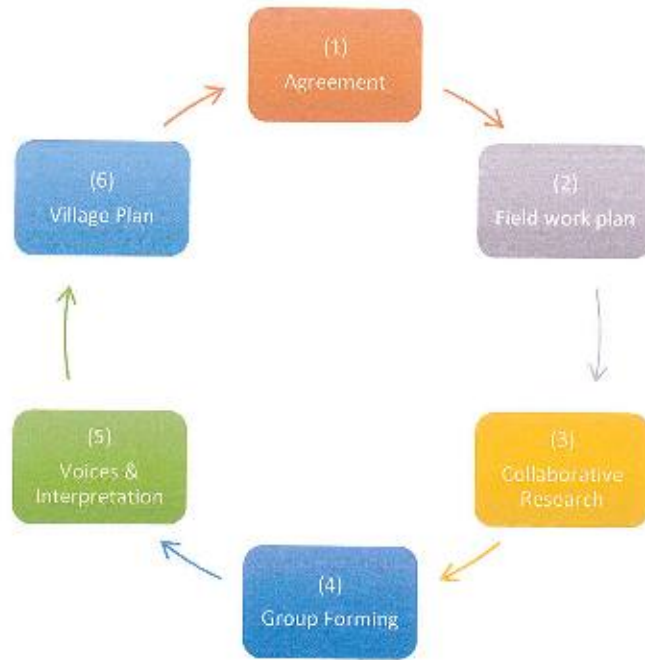 (1)
Agreement
(2)
Field work plan
(3)
Collaborative
Research
(4)
Group Forming
(5)
Voices &
Interpretation
(6)
Village Plan